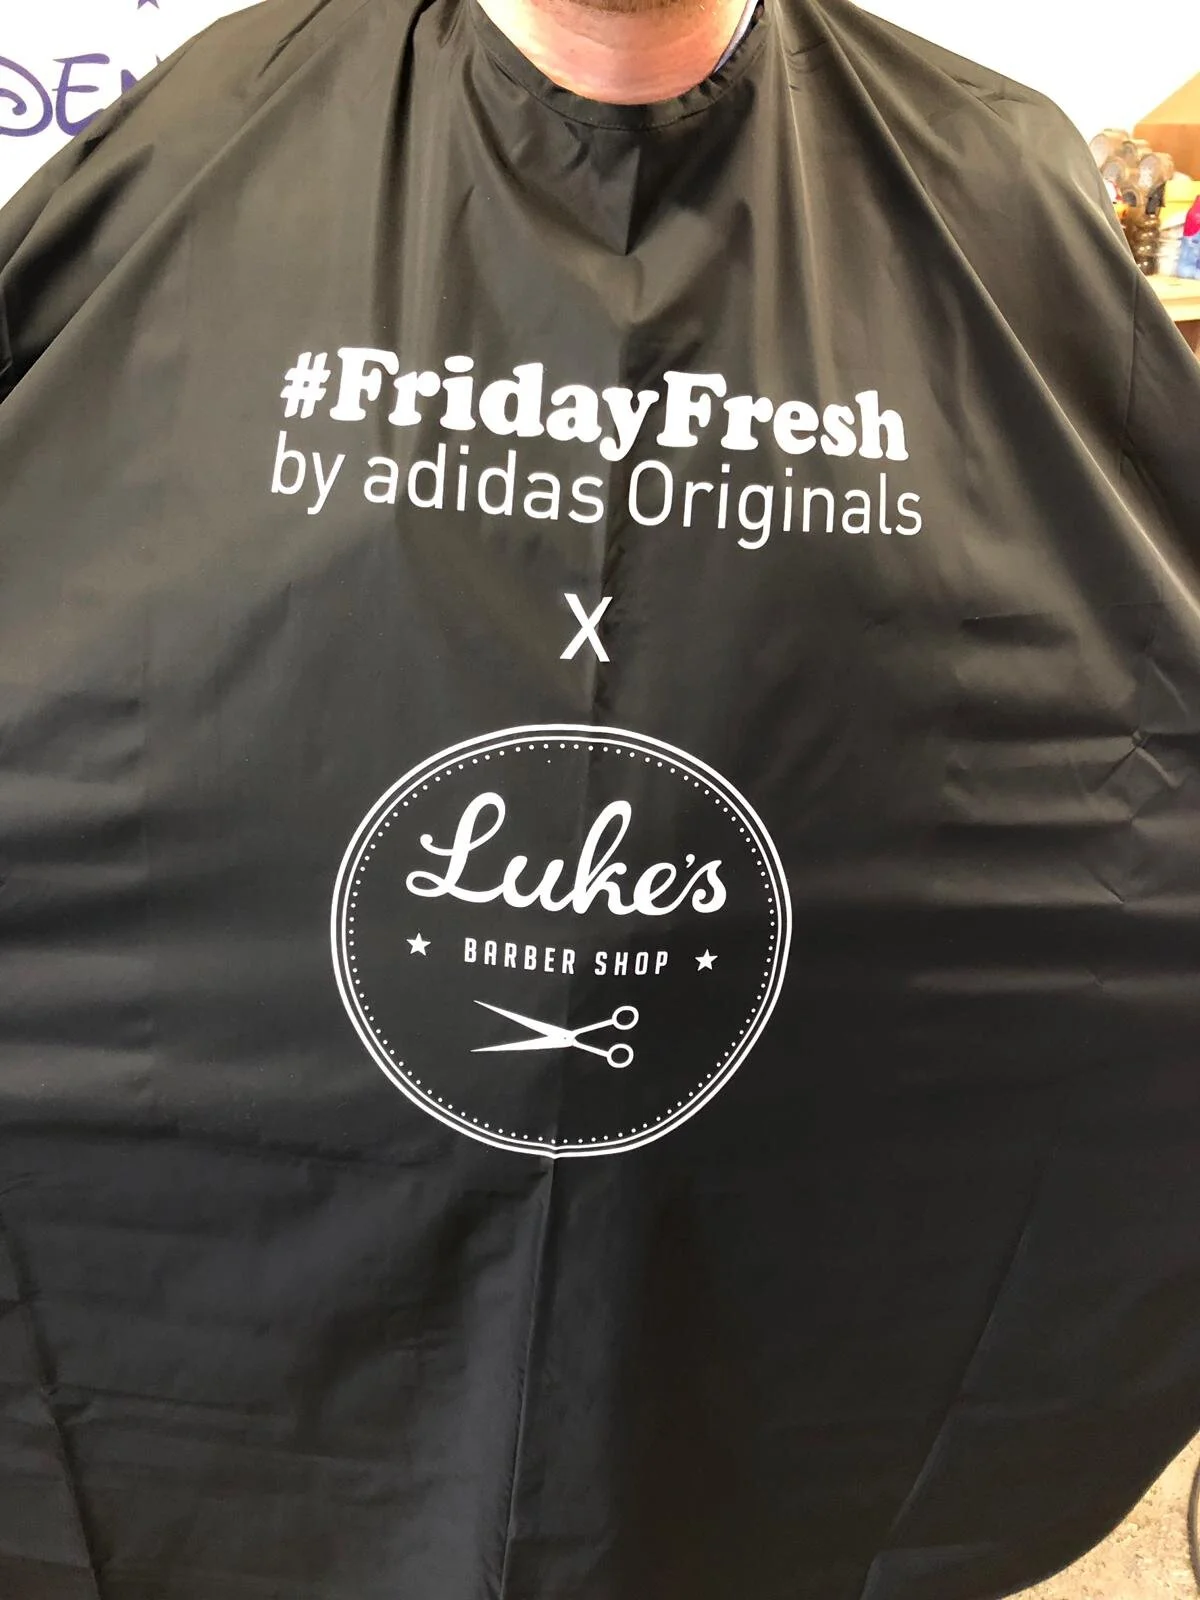 #FridayFresh
by adidas Originals
X
Luke's
★ BARBER SHOP ★